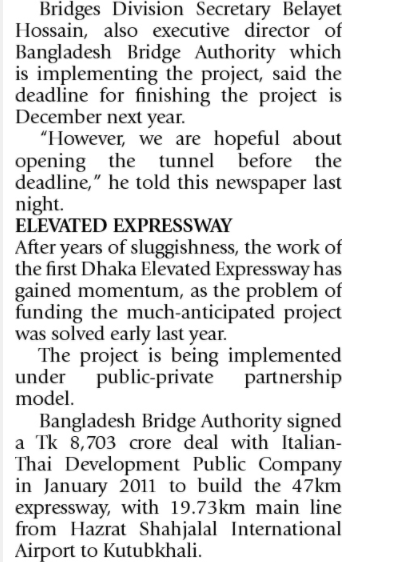 Bridges Division Secretary Belayet
Hossain, also executive director of
Bangladesh Bridge Authority which
is implementing the project, said the
deadline for finishing the project is
December next year.
“However, we are hopeful about
opening the tunnel before the
deadline,” he told this newspaper last
night.
ELEVATED EXPRESSWAY
After years of sluggishness, the work of
the first Dhaka Elevated Expressway has
gained momentum, as the problem of
funding the much-anticipated project
was solved early last year.
The project is being implemented
under public-private partnership
model.
Bangladesh Bridge Authority signed
a Tk 8,703 crore deal with Italian-
Thai Development Public Company
in January 2011 to build the 47km
expressway, with 19.73km main line
from Hazrat Shahjalal International
Airport to Kutubkhali.